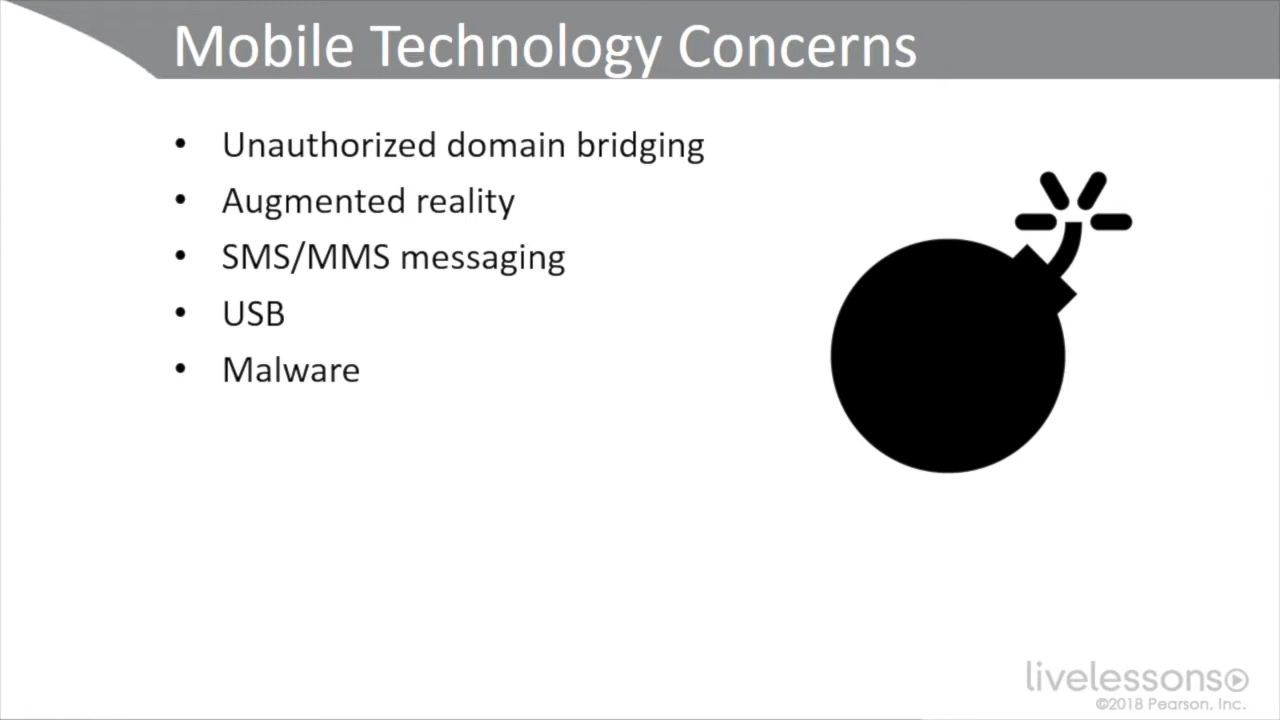 Mobile Technology Concerns
• Unauthorized domain bridging
• Augmented reality
• SMS/MMS messaging
• USB
• Malware
livelessons
©2018 Pearson, Inc.